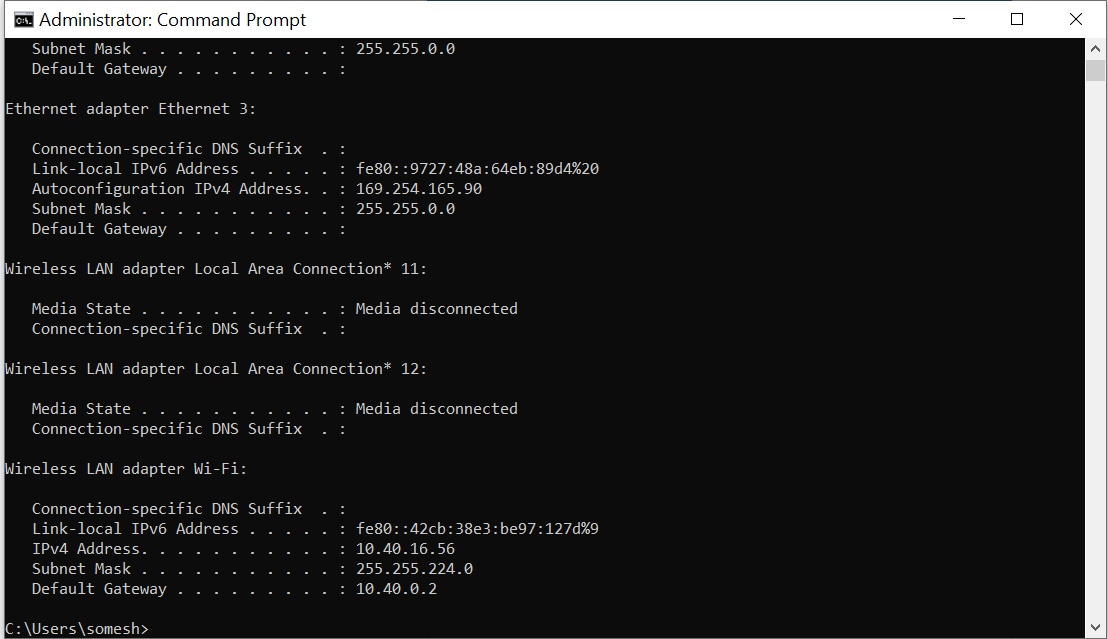 Administrator: Command Prompt
Subnet Mask . . . . . . . . . . . : 255.255.0.0
Default Gateway . . . . . . . . . :
Ethernet adapter Ethernet 3:
Connection-specific DNS Suffix  . :
Link-local IPv6 Address . . . . . : fe80::9727:48a:64eb:89d4%20
Autoconfiguration IPv4 Address. . : 169.254.165.90
Subnet Mask . . . . . . . . . . . : 255.255.0.0
Default Gateway . . . . . . . . . :
Wireless LAN adapter Local Area Connection* 11:
Media State . . . . . . . . . . . : Media disconnected
Connection-specific DNS Suffix  . :
Wireless LAN adapter Local Area Connection* 12:
Media State . . . . . . . . . . . : Media disconnected
Connection-specific DNS Suffix  . :
Wireless LAN adapter Wi-Fi:
Connection-specific DNS Suffix  . :
Link-local IPv6 Address . . . . . : fe80::42cb:38e3:be97:127d%9
IPv4 Address. . . . . . . . . . . : 10.40.16.56
Subnet Mask . . . . . . . . . . . : 255.255.224.0
Default Gateway . . . . . . . . . : 10.40.0.2
C:\Users\somesh>